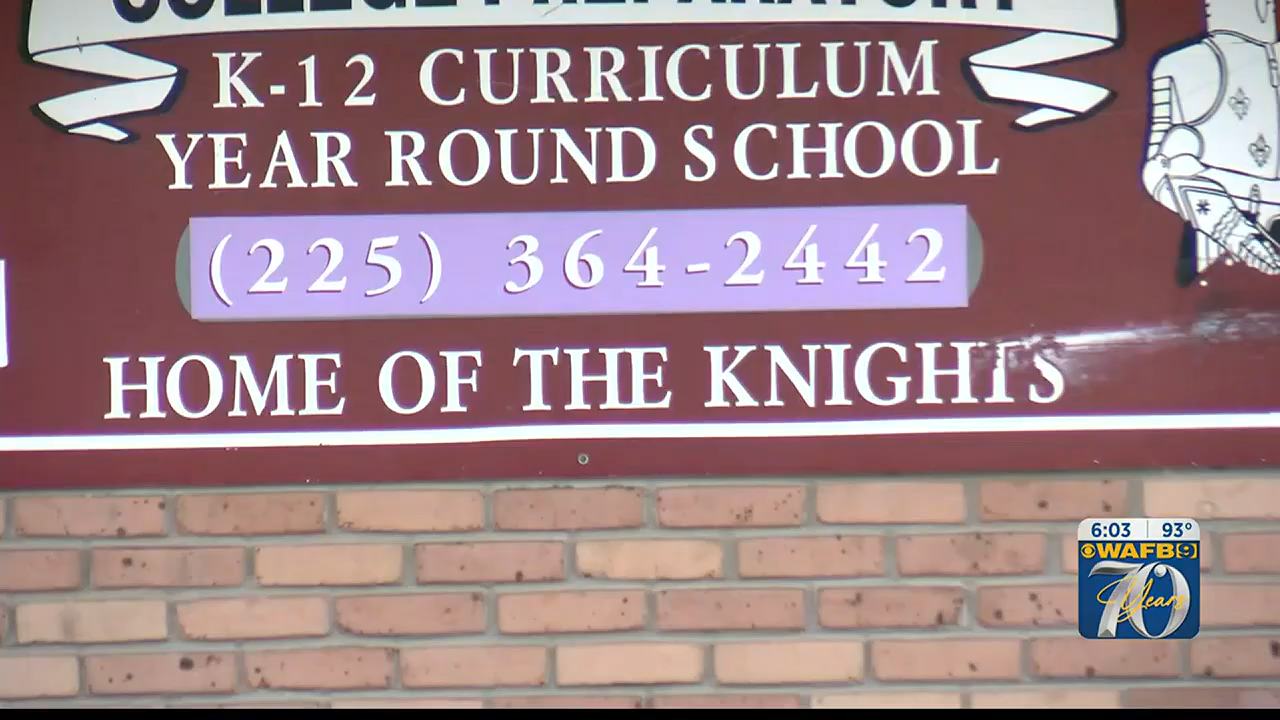 COLLEGE PREPARATORY
K-12 CURRICULUM
YEAR ROUND SCHOOL
(225) 364-2442
HOME OF THE KNIGHTS
6:03 93°
WAFB9
70
Years